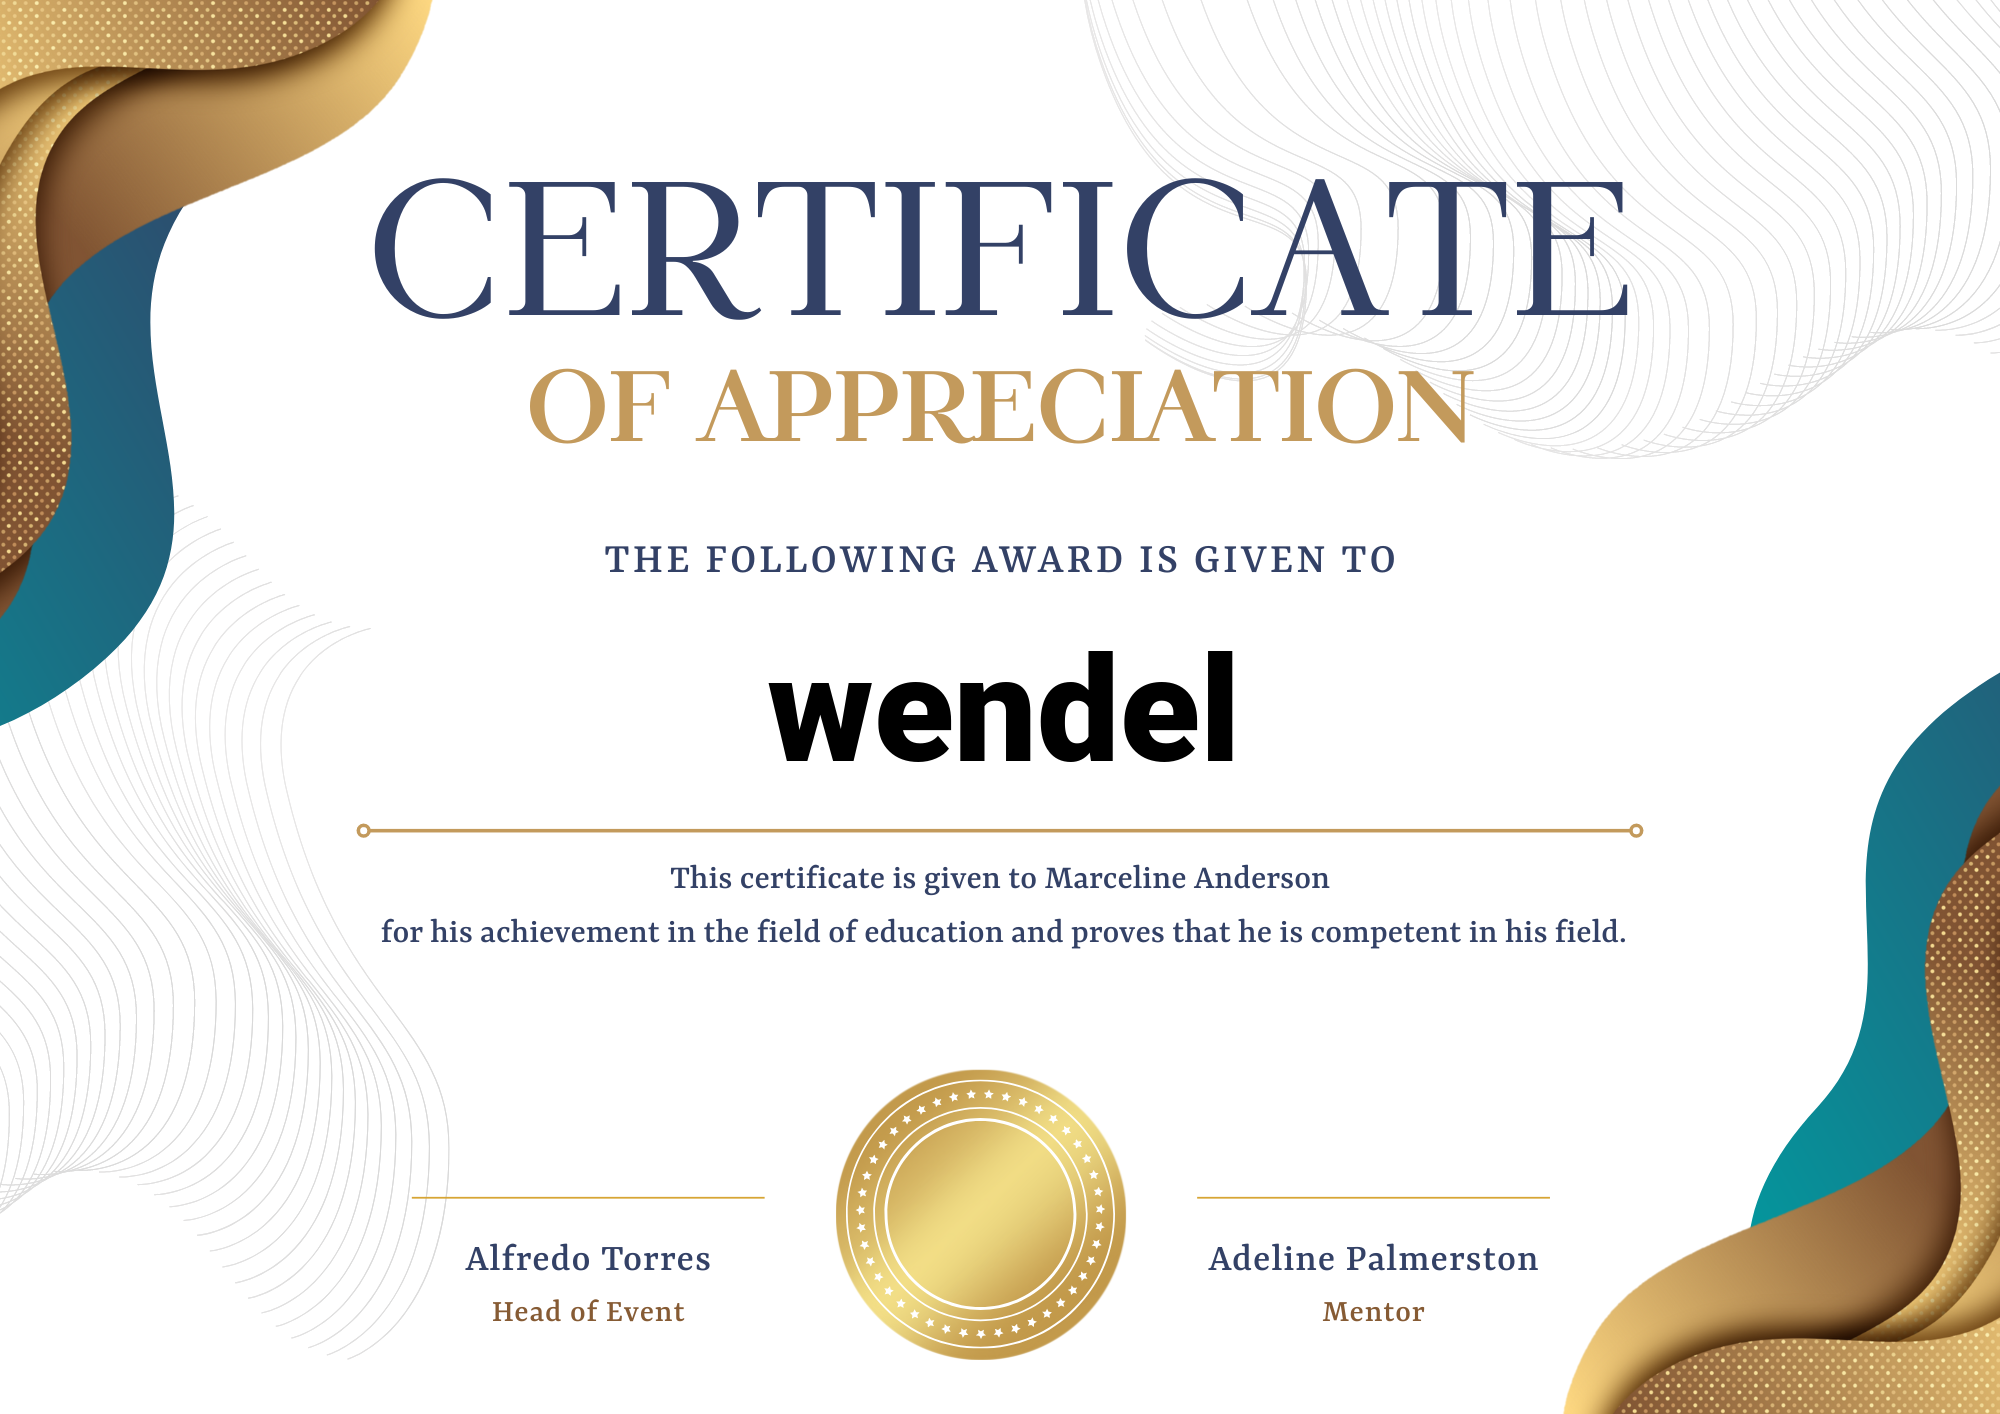 CERTIFICATE
OF APPRECIATION
THE FOLLOWING AWARD IS GIVEN TO
wendel
This certificate is given to Marceline Anderson
for his achievement in the field of education and proves that he is competent in his field.
Alfredo Torres
Head of Event
Adeline Palmerston
Mentor